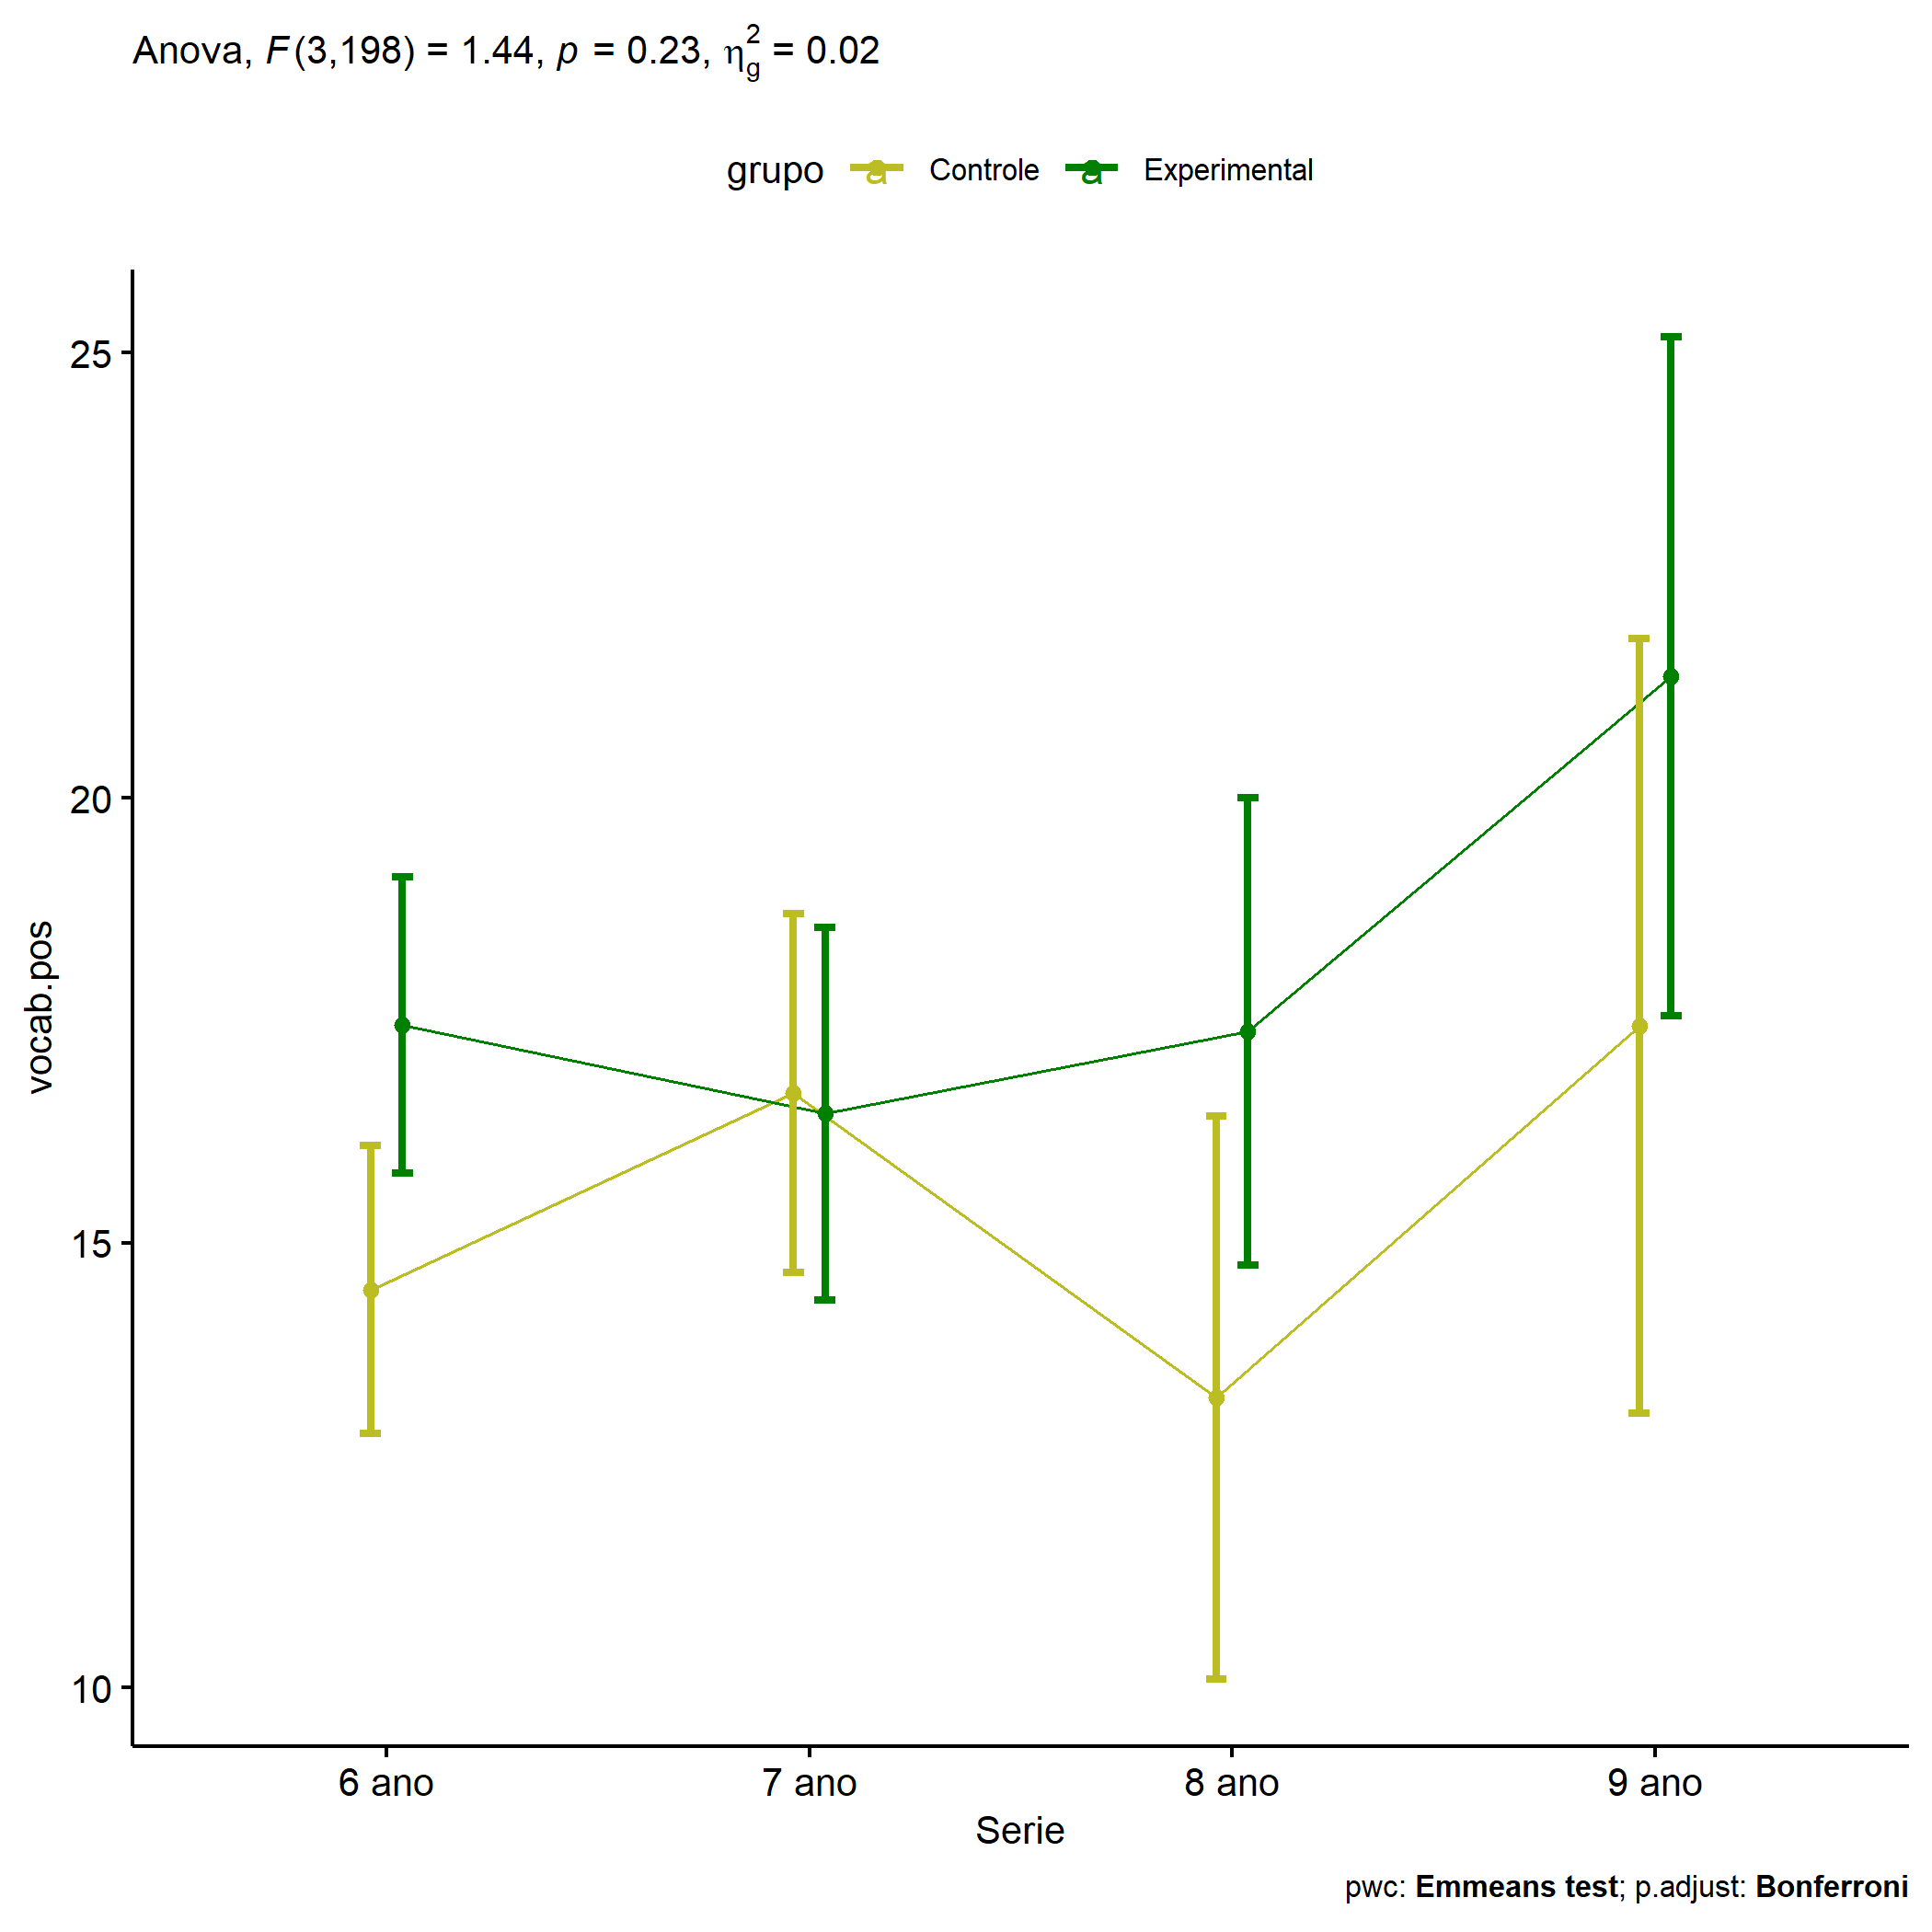 Anova, F(3,198) = 1.44, p = 0.23, η²g = 0.02
grupo a Controle a Experimental
25
20
15
10
vocab.pos
6 ano 7 ano 8 ano 9 ano
Serie
pwc: Emmeans test; p.adjust: Bonferroni